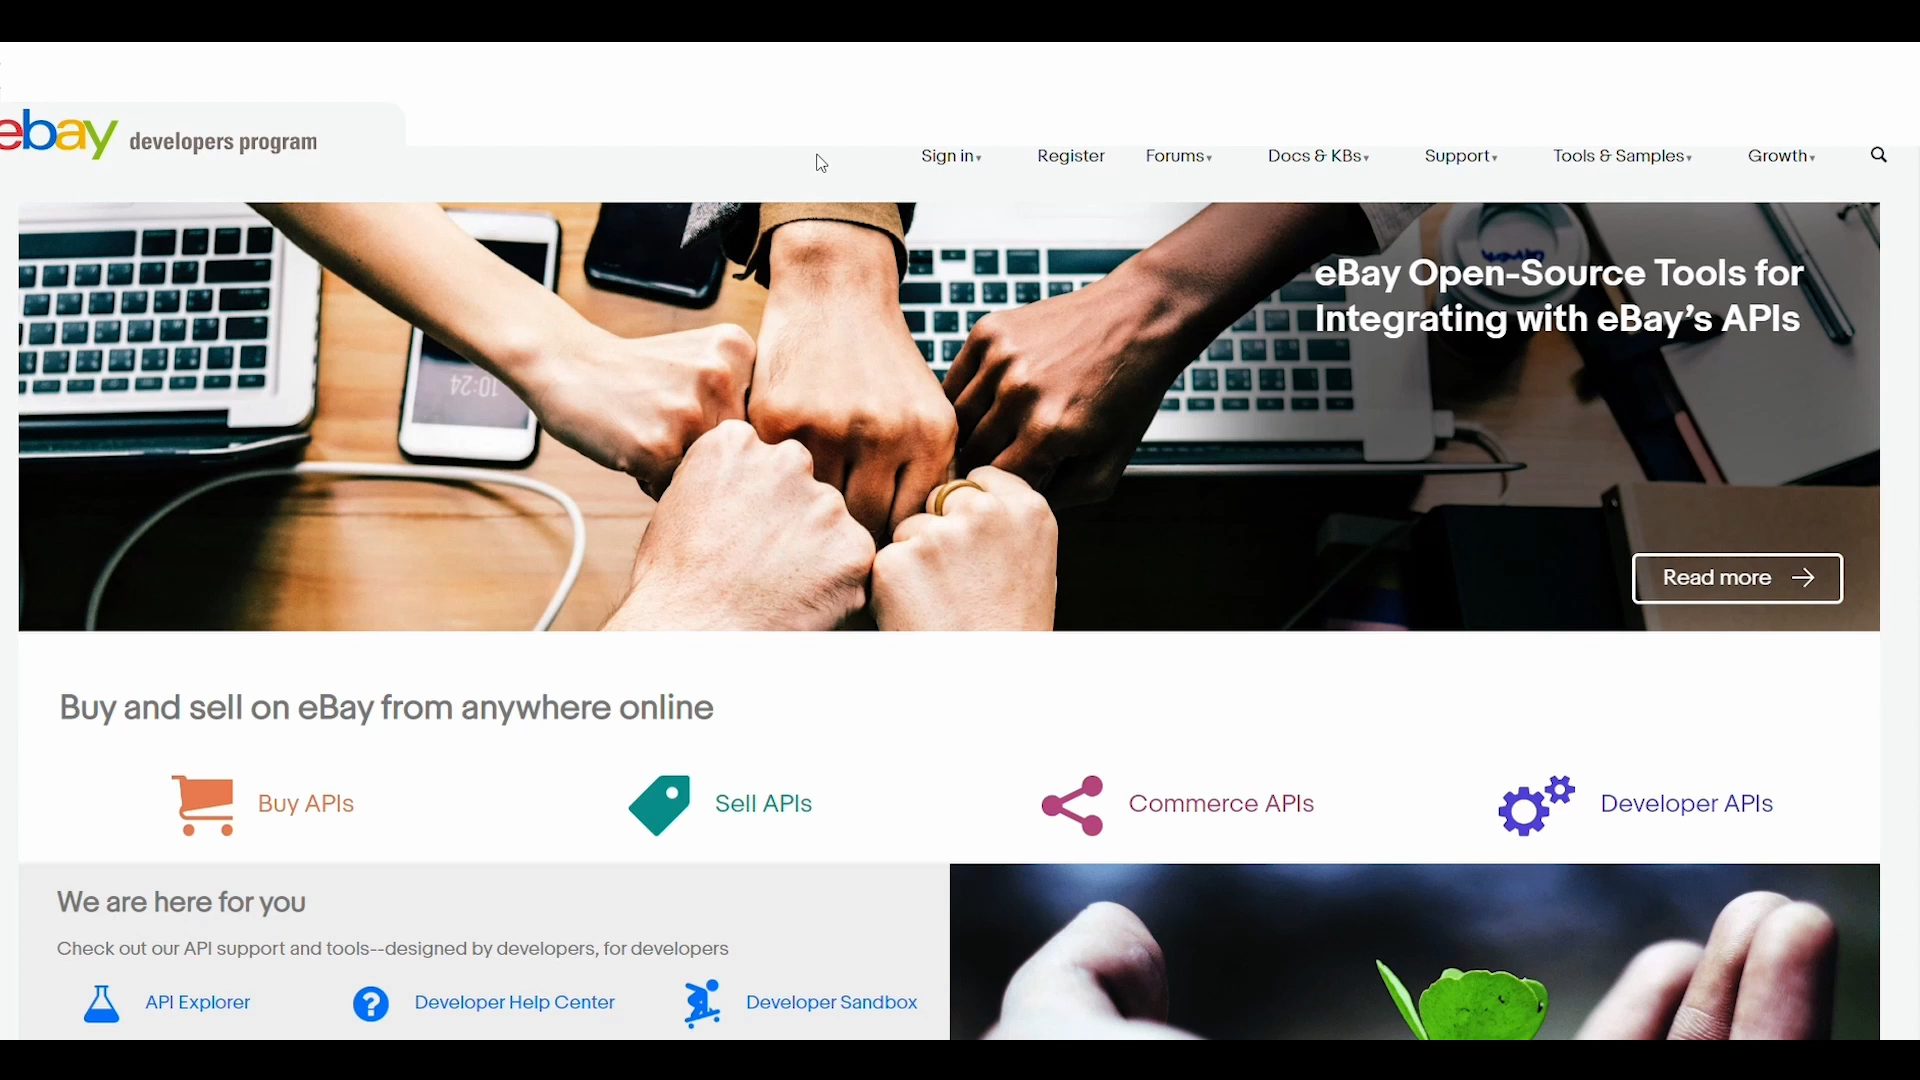 ebay developers program
Sign in▾ Register Forums▾ Docs & KBs▾ Support▾ Tools & Samples▾ Growth▾
eBay Open-Source Tools for
Integrating with eBay's APIs
10:24
Read more →
Buy and sell on eBay from anywhere online
Buy APIs Sell APIs Commerce APIs Developer APIs
We are here for you
Check out our API support and tools--designed by developers, for developers
API Explorer ? Developer Help Center Developer Sandbox